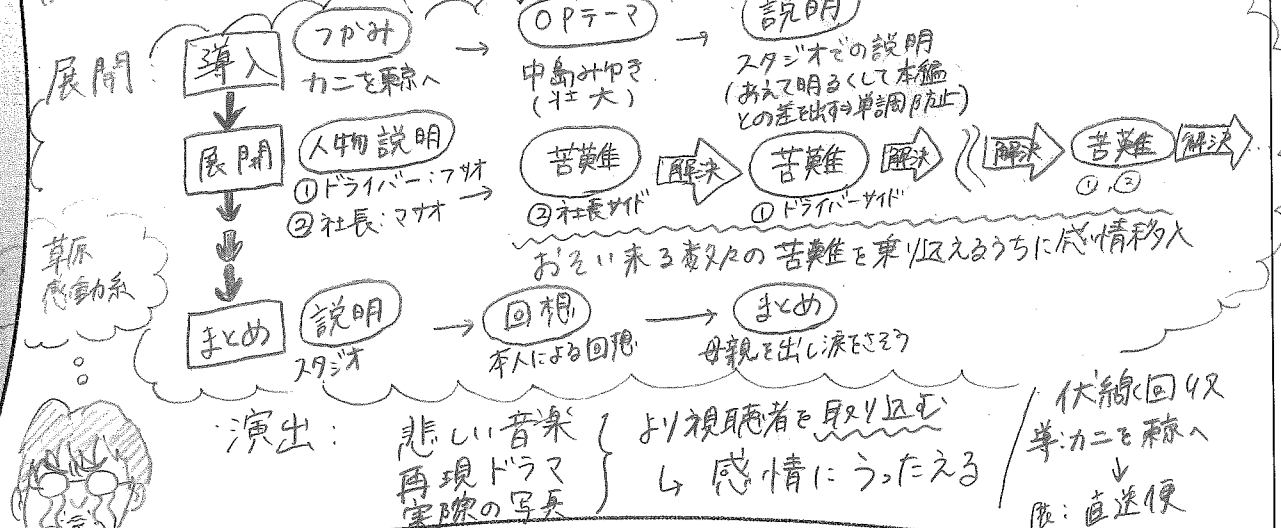 展開
導入
つかみ → OPテーマ → 説明
カニを東京へ
中島みゆき
(壮大)
スタジオでの説明
(あえて明るくして本編
との差を出す⇒単調防止)
展開
人物説明 → 苦難 解決 苦難 解決 解決 苦難 解決
①ドライバー:フサオ
②社長:マサオ
②社長サイド
①ドライバーサイド
①,②
おそい来る数々の苦難を乗り越えるうちに感情移入
草原
感動系
まとめ
説明 → 回想 → まとめ
スタジオ
本人による回想
母親を出し涙をさそう
演出:
悲しい音楽
再現ドラマ
実際の写真
より視聴者を取り込む
↳ 感情にうったえる
伏線回収
導:カニを東京へ
↓
展:直送便